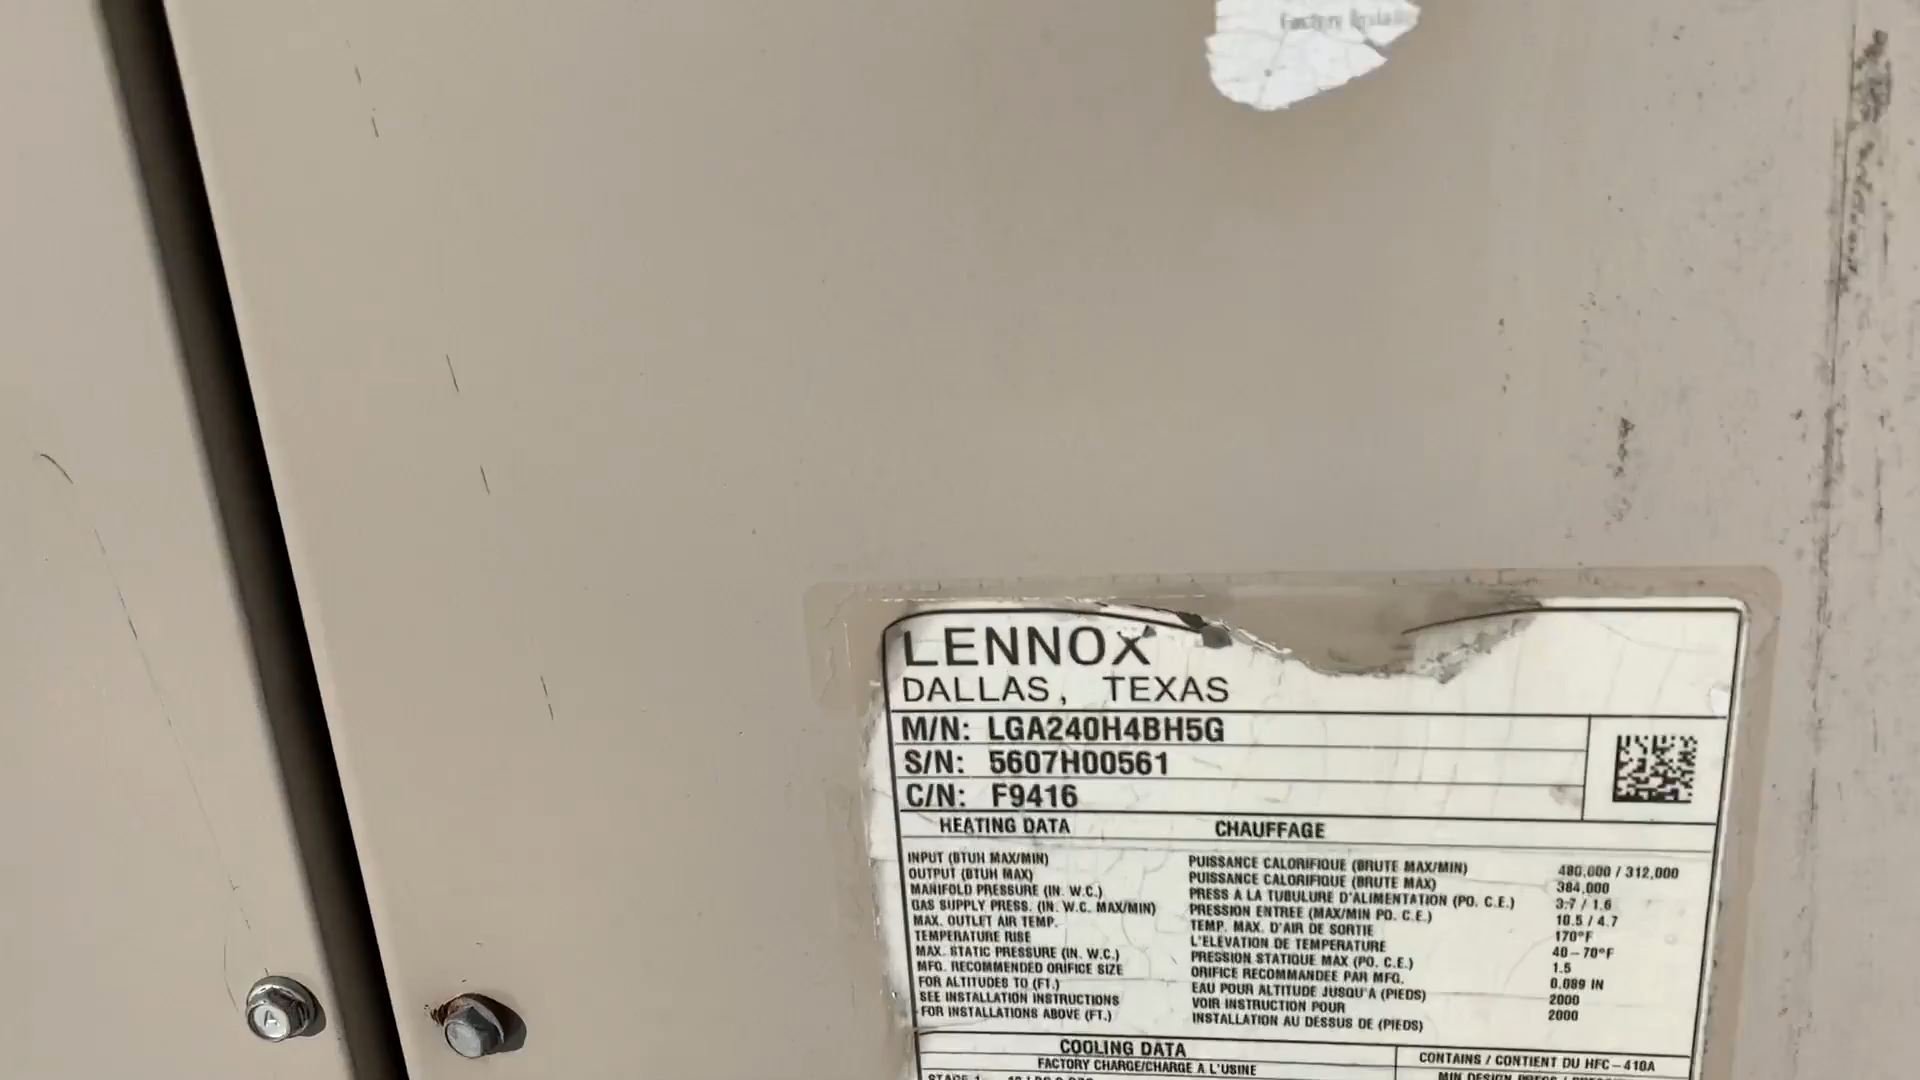 Factory Install
LENNOX
DALLAS, TEXAS
M/N: LGA240H4BH5G
S/N: 5607H00561
C/N: F9416
HEATING DATA CHAUFFAGE
INPUT (BTUH MAX/MIN) PUISSANCE CALORIFIQUE (BRUTE MAX/MIN) 480,000 / 312,000
OUTPUT (BTUH MAX) PUISSANCE CALORIFIQUE (BRUTE MAX) 384,000
MANIFOLD PRESSURE (IN. W.C.) PRESS A LA TUBULURE D'ALIMENTATION (PO. C.E.) 3.7 / 1.6
GAS SUPPLY PRESS. (IN. W.C. MAX/MIN) PRESSION ENTREE (MAX/MIN PO. C.E.) 10.5 / 4.7
MAX. OUTLET AIR TEMP. TEMP. MAX. D'AIR DE SORTIE 170°F
TEMPERATURE RISE L'ELEVATION DE TEMPERATURE 40-70°F
MAX. STATIC PRESSURE (IN. W.C.) PRESSION STATIQUE MAX (PO. C.E.) 1.5
MFG. RECOMMENDED ORIFICE SIZE ORIFICE RECOMMANDEE PAR MFG. 0.089 IN
FOR ALTITUDES TO (FT.) EAU POUR ALTITUDE JUSQU'A (PIEDS) 2000
SEE INSTALLATION INSTRUCTIONS VOIR INSTRUCTION POUR 2000
FOR INSTALLATIONS ABOVE (FT.) INSTALLATION AU DESSUS DE (PIEDS)
COOLING DATA CONTAINS / CONTIENT DU HFC-410A
FACTORY CHARGE/CHARGE A L'USINE
STAGE 1 MIN DESIGN PRESS
A